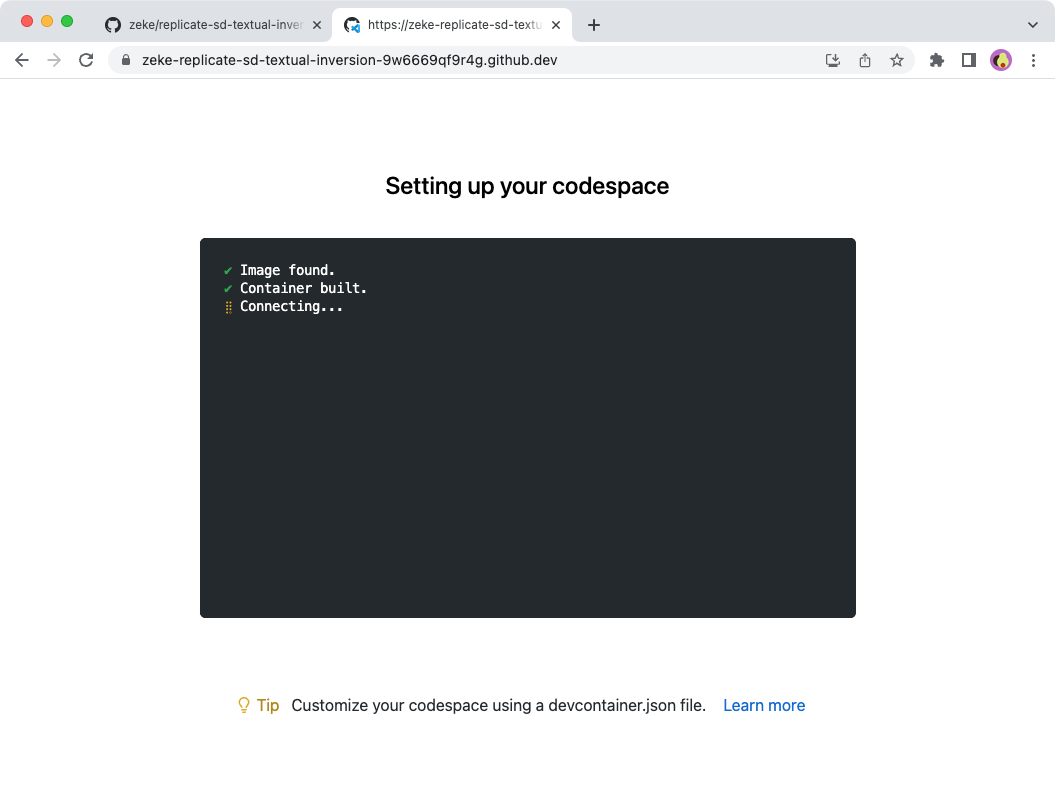 zeke/replicate-sd-textual-inver
https://zeke-replicate-sd-textu
zeke-replicate-sd-textual-inversion-9w6669qf9r4g.github.dev
Setting up your codespace
✔ Image found.
✔ Container built.
Connecting...
Tip Customize your codespace using a devcontainer.json file. Learn more